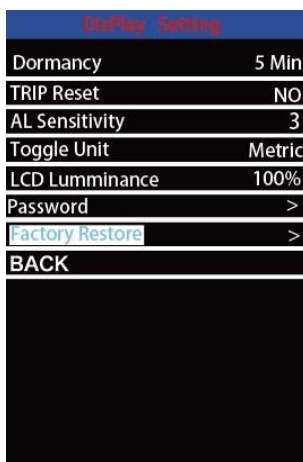 DizPlay Setting
Dormancy 5 Min
TRIP Reset NO
AL Sensitivity 3
Toggle Unit Metric
LCD Lumminance 100%
Password >
Factory Restore >
BACK